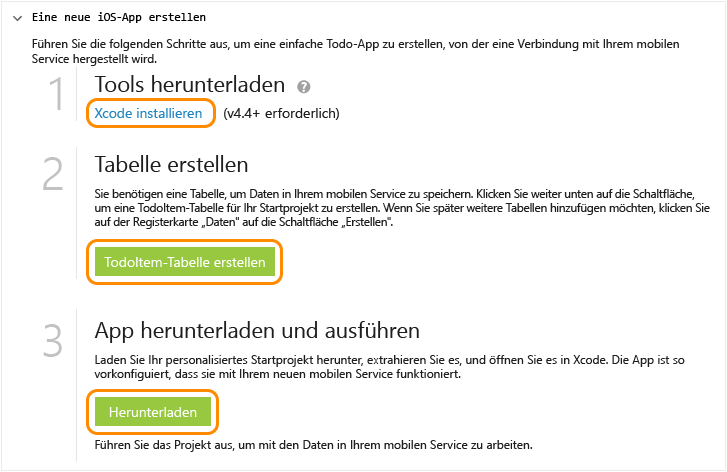 Eine neue iOS-App erstellen
Führen Sie die folgenden Schritte aus, um eine einfache Todo-App zu erstellen, von der eine Verbindung mit Ihrem mobilen
Service hergestellt wird.
1
Tools herunterladen ?
Xcode installieren (v4.4+ erforderlich)
2
Tabelle erstellen
Sie benötigen eine Tabelle, um Daten in Ihrem mobilen Service zu speichern. Klicken Sie weiter unten auf die Schaltfläche,
um eine TodoItem-Tabelle für Ihr Startprojekt zu erstellen. Wenn Sie später weitere Tabellen hinzufügen möchten, klicken Sie
auf der Registerkarte „Daten" auf die Schaltfläche „Erstellen".
TodoItem-Tabelle erstellen
3
App herunterladen und ausführen
Laden Sie Ihr personalisiertes Startprojekt herunter, extrahieren Sie es, und öffnen Sie es in Xcode. Die App ist so
vorkonfiguriert, dass sie mit Ihrem neuen mobilen Service funktioniert.
Herunterladen
Führen Sie das Projekt aus, um mit den Daten in Ihrem mobilen Service zu arbeiten.